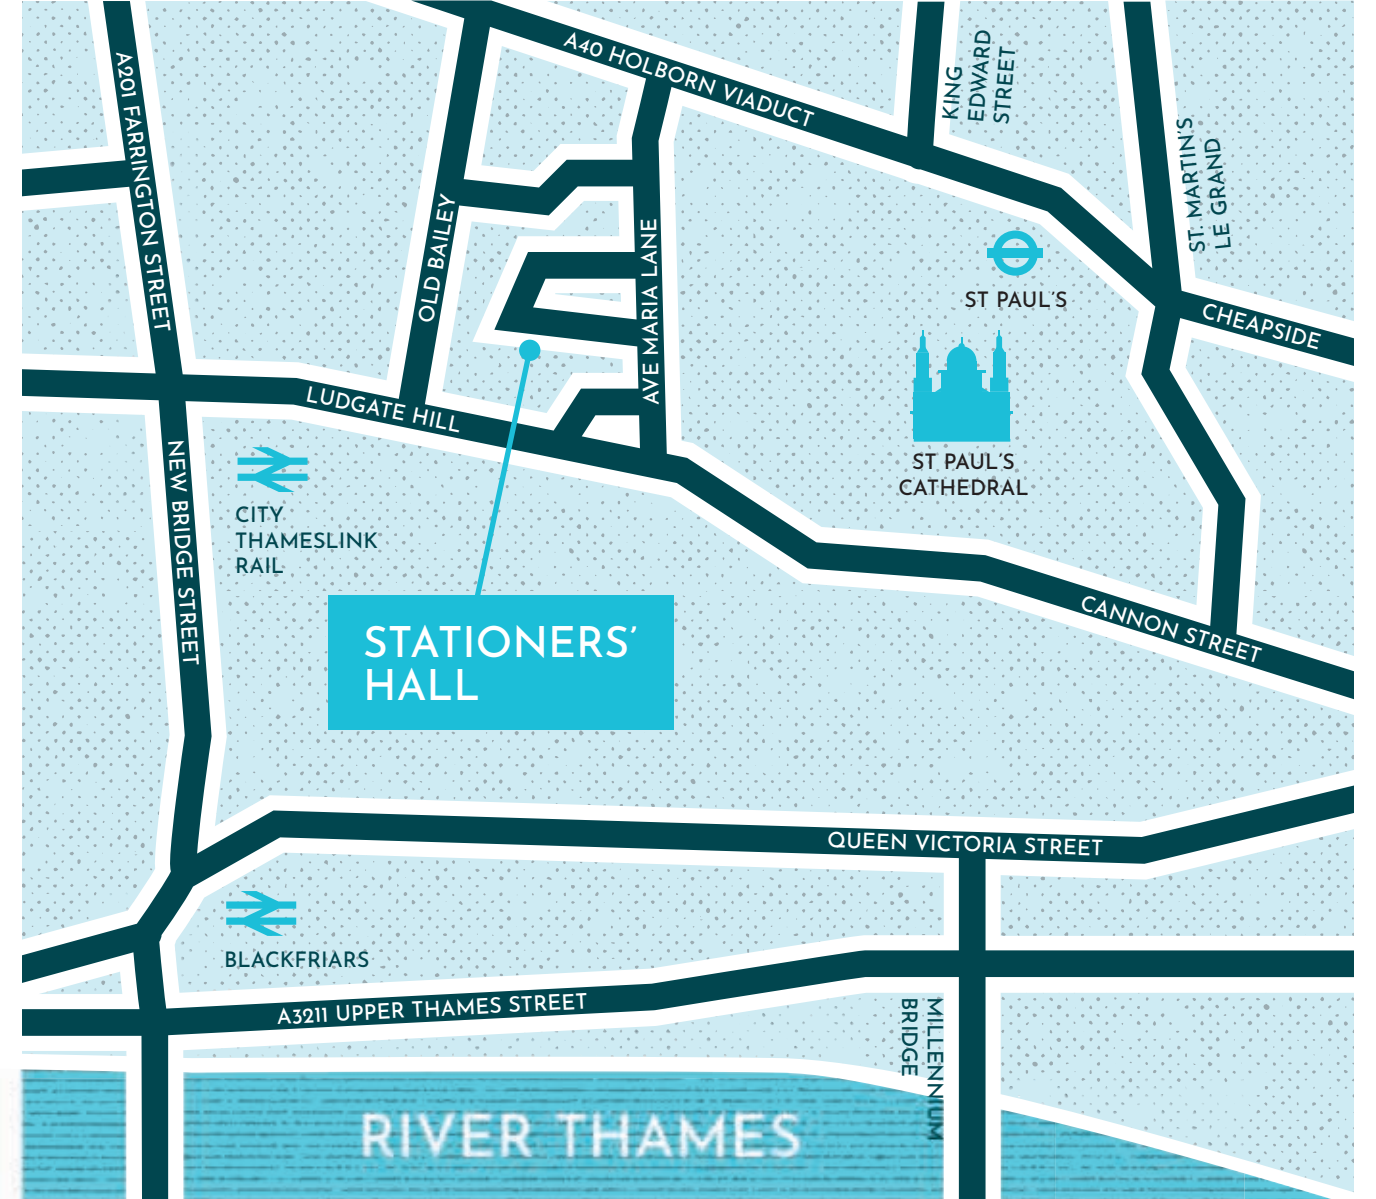 A40 HOLBORN VIADUCT
KING
EDWARD
STREET
A201 FARRINGTON STREET
ST. MARTIN'S
LE GRAND
OLD BAILEY
AVE MARIA LANE
ST PAUL'S
CHEAPSIDE
LUDGATE HILL
ST PAUL'S
CATHEDRAL
NEW BRIDGE STREET
CITY
THAMESLINK
RAIL
CANNON STREET
STATIONERS’
HALL
QUEEN VICTORIA STREET
BLACKFRIARS
A3211 UPPER THAMES STREET
MILLENNIUM
BRIDGE
RIVER THAMES